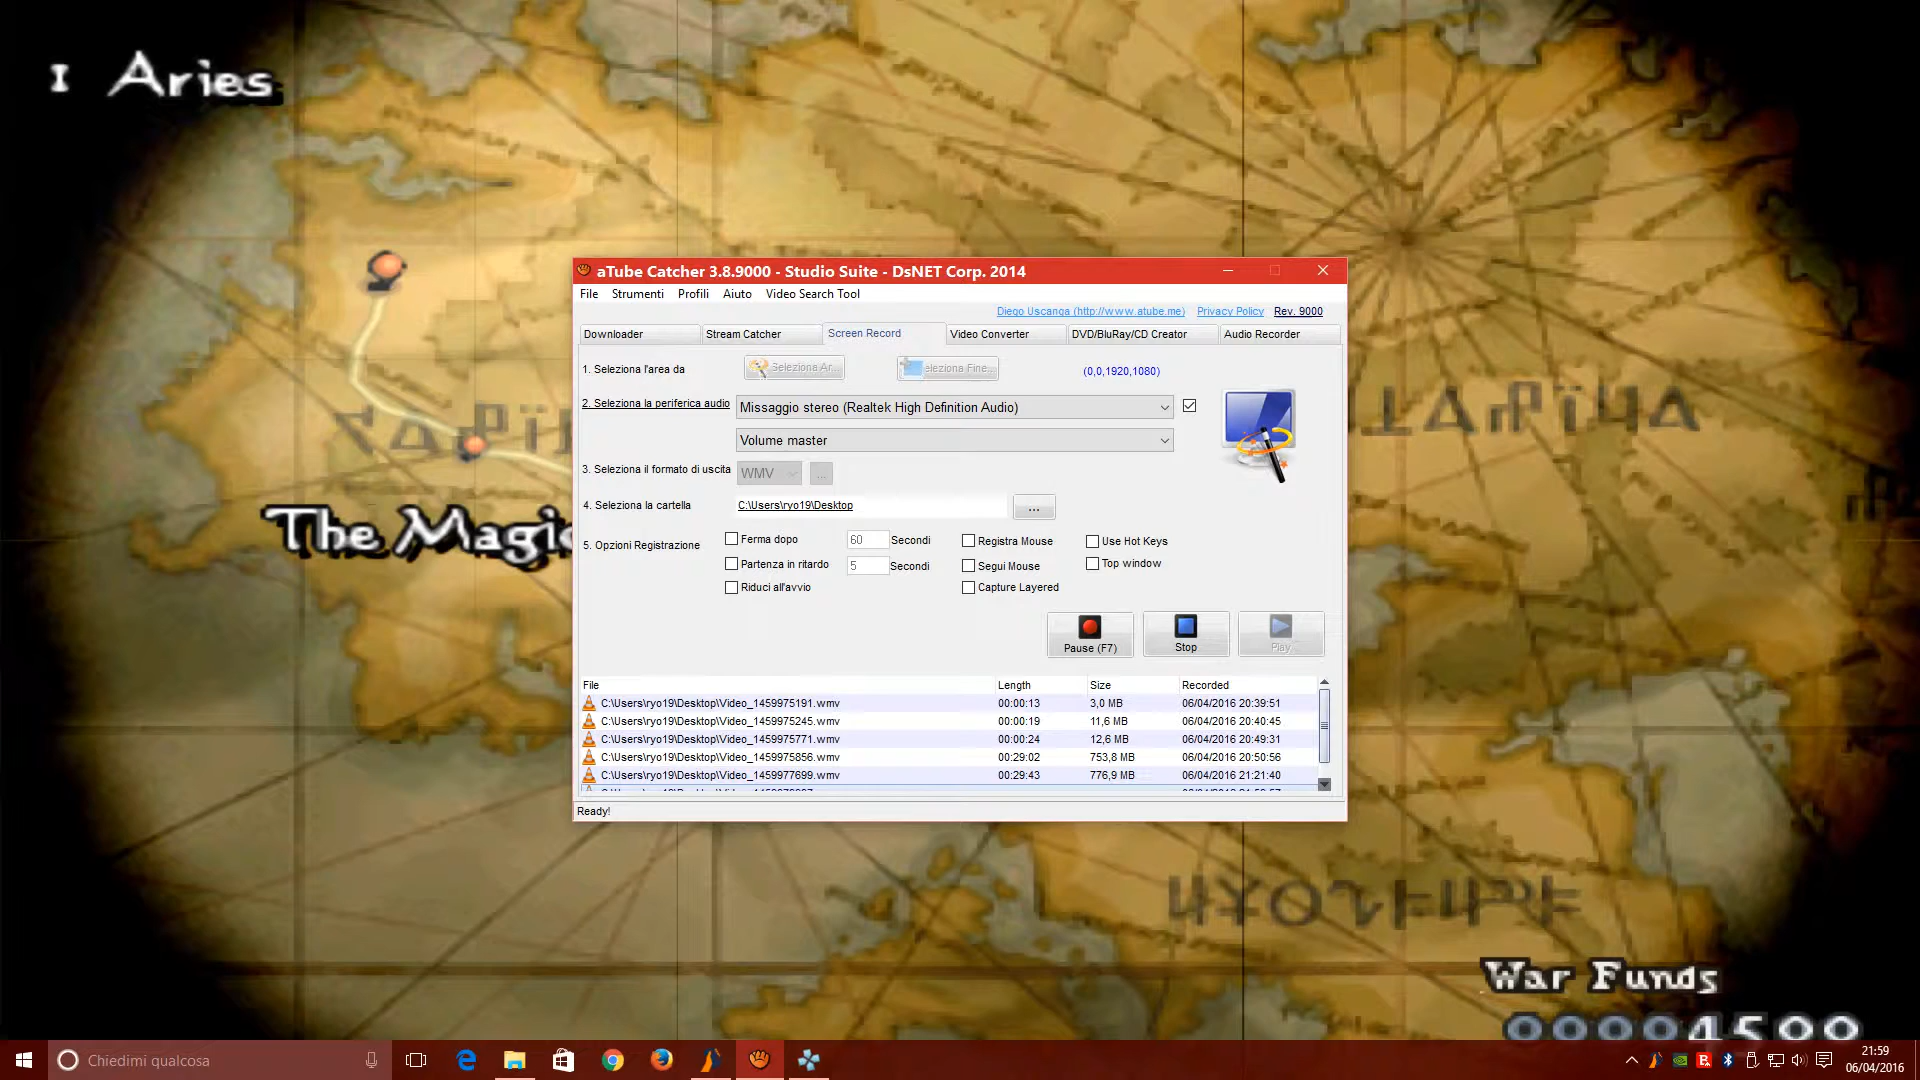 I Aries
aTube Catcher 3.8.9000 - Studio Suite - DsNET Corp. 2014
File Strumenti Profili Aiuto Video Search Tool
Diego Uscanga (http://www.atube.me) Privacy Policy Rev. 9000
Downloader Stream Catcher Screen Record Video Converter DVD/BluRay/CD Creator Audio Recorder
1. Seleziona l'area da Seleziona Ar... eleziona Fine... (0,0,1920,1080)
2. Seleziona la periferica audio Missaggio stereo (Realtek High Definition Audio)
Volume master
3. Seleziona il formato di uscita WMV ...
4. Seleziona la cartella C:\Users\ryo19\Desktop ...
5. Opzioni Registrazione
Ferma dopo 60 Secondi Registra Mouse Use Hot Keys
Partenza in ritardo 5 Secondi Segui Mouse Top window
Riduci all'avvio Capture Layered
The Magic
Pause (F7) Stop Play
File Length Size Recorded
C:\Users\ryo19\Desktop\Video_1459975191.wmv 00:00:13 3,0 MB 06/04/2016 20:39:51
C:\Users\ryo19\Desktop\Video_1459975245.wmv 00:00:19 11,6 MB 06/04/2016 20:40:45
C:\Users\ryo19\Desktop\Video_1459975771.wmv 00:00:24 12,6 MB 06/04/2016 20:49:31
C:\Users\ryo19\Desktop\Video_1459975856.wmv 00:29:02 753,8 MB 06/04/2016 20:50:56
C:\Users\ryo19\Desktop\Video_1459977699.wmv 00:29:43 776,9 MB 06/04/2016 21:21:40
Ready!
War Funds
00004500
Chiedimi qualcosa
21:59
06/04/2016